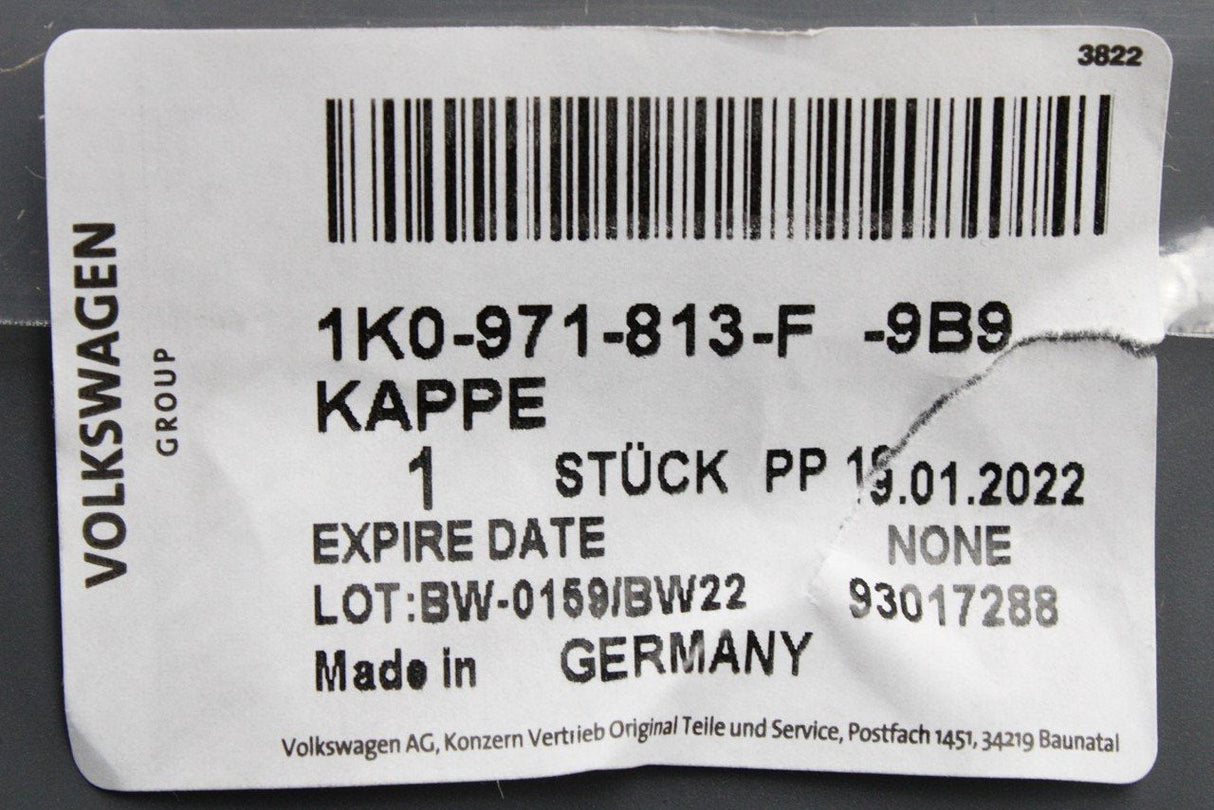 3822
VOLKSWAGEN
GROUP
1K0-971-813-F -9B9
KAPPE
1 STÜCK PP 19.01.2022
EXPIRE DATE NONE
LOT:BW-0159/BW22 93017288
Made in GERMANY
Volkswagen AG, Konzern Vertrieb Original Teile und Service, Postfach 1451, 34219 Baunatal